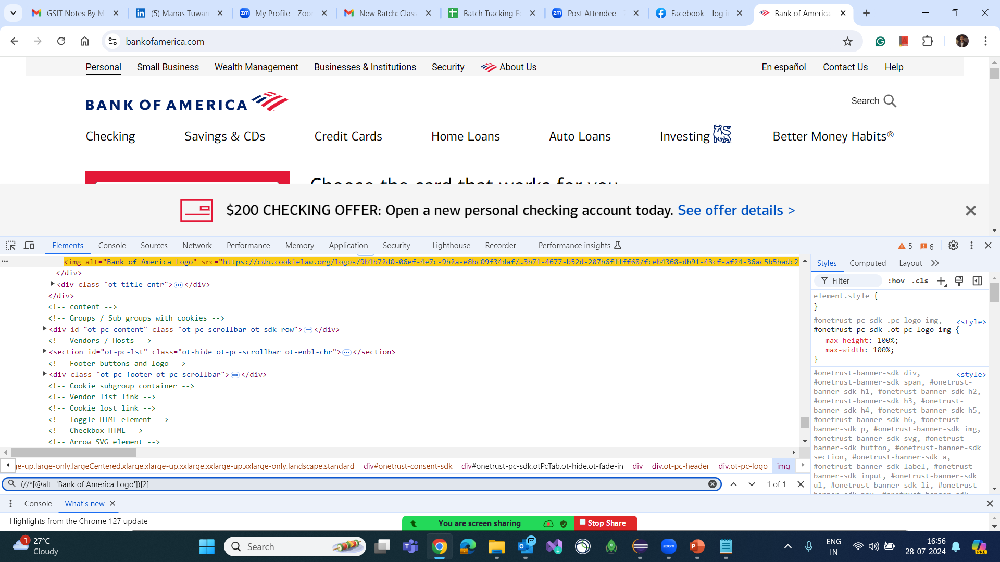 GSIT Notes By M
(5) Manas Tuwan
zm My Profile - Zoo
New Batch: Class
Batch Tracking Fo
zm Post Attendee -
Facebook – log i
Bank of America
bankofamerica.com
Personal Small Business Wealth Management Businesses & Institutions Security About Us En español Contact Us Help
BANK OF AMERICA
Search
Checking Savings & CDs Credit Cards Home Loans Auto Loans Investing Better Money Habits®
Choose the card that works for you
$200 CHECKING OFFER: Open a new personal checking account today. See offer details >
Elements Console Sources Network Performance Memory Application Security Lighthouse Recorder Performance insights 5 6
<img alt="Bank of America Logo" src="https://cdn.cookielaw.org/logos/9b1b72d0-06ef-4e7c-9b2a-e8bc09f34daf/…3b71-4677-b52d-207b6f11ff68/fceb4368-db91-43cf-af24-36ac5b5badc2
</div>
<div class="ot-title-cntr"> … </div>
</div>
<!-- content -->
<!-- Groups / Sub groups with cookies -->
<div id="ot-pc-content" class="ot-pc-scrollbar ot-sdk-row"> … </div>
<!-- Vendors / Hosts -->
<section id="ot-pc-lst" class="ot-hide ot-pc-scrollbar ot-enbl-chr"> … </section>
<!-- Footer buttons and logo -->
<div class="ot-pc-footer ot-pc-scrollbar"> … </div>
<!-- Cookie subgroup container -->
<!-- Vendor list link -->
<!-- Cookie lost link -->
<!-- Toggle HTML element -->
<!-- Checkbox HTML -->
<!-- Arrow SVG element -->
ge-up.large-only.largeCentered.xlarge.xlarge-up.xxlarge.xxlarge-up.xxlarge-only.landscape.standard div#onetrust-consent-sdk div#onetrust-pc-sdk.otPcTab.ot-hide.ot-fade-in div div.ot-pc-header div.ot-pc-logo img
(//*[@alt='Bank of America Logo'])[2] 1 of 1
Styles Computed Layout
Filter :hov .cls
element.style {
}
#onetrust-pc-sdk .pc-logo img, <style>
#onetrust-pc-sdk .ot-pc-logo img {
max-height: 100%;
max-width: 100%;
}
#onetrust-banner-sdk div, <style>
#onetrust-banner-sdk span, #onetrust-
banner-sdk h1, #onetrust-banner-sdk h2,
#onetrust-banner-sdk h3, #onetrust-
banner-sdk h4, #onetrust-banner-sdk h5,
#onetrust-banner-sdk h6, #onetrust-
banner-sdk p, #onetrust-banner-sdk img,
#onetrust-banner-sdk svg, #onetrust-
banner-sdk button, #onetrust-banner-sdk
section, #onetrust-banner-sdk a,
#onetrust-banner-sdk label, #onetrust-
banner-sdk input, #onetrust-banner-sdk
ul, #onetrust-banner-sdk li, #onetrust-
banner-sdk nav, #onetrust-banner-sdk
Console What's new
Highlights from the Chrome 127 update
You are screen sharing Stop Share
1
27°C
Cloudy
Search
zoom
ENG
IN
16:56
28-07-2024
PRE